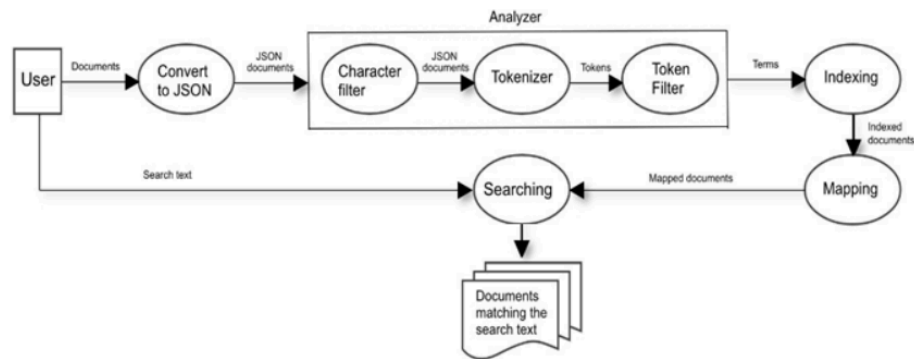 Analyzer
User
Documents
Convert
to JSON
JSON
documents
Character
filter
JSON
documents
Tokenizer
Tokens
Token
Filter
Terms
Indexing
Indexed
documents
Search text
Searching
Mapped documents
Mapping
Documents
matching the
search text